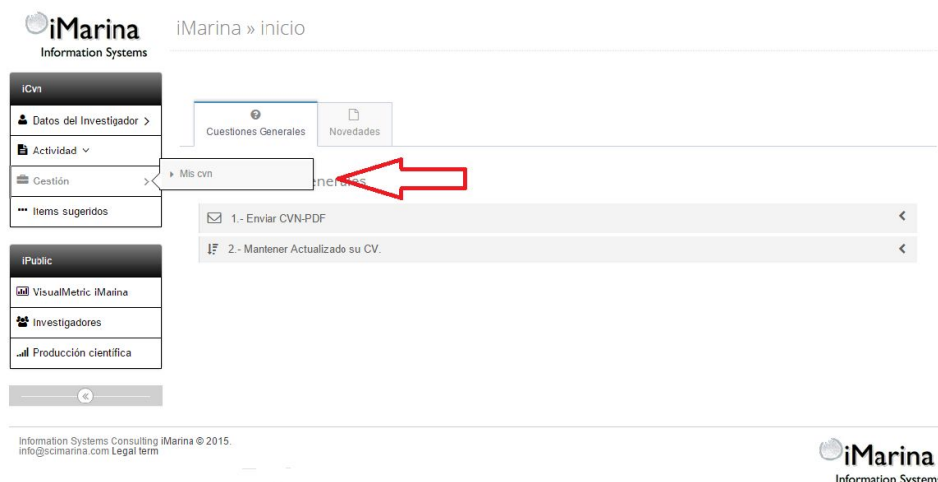 iMarina
Information Systems
iMarina » inicio
iCvn
Datos del Investigador
Actividad
Gestión
Items sugeridos
Cuestiones Generales
Novedades
Mis cvn
enerales
1.- Enviar CVN-PDF
2.- Mantener Actualizado su CV.
iPublic
VisualMetric iMarina
Investigadores
Producción científica
Information Systems Consulting iMarina © 2015.
info@scimarina.com Legal term
iMarina
Information Systems